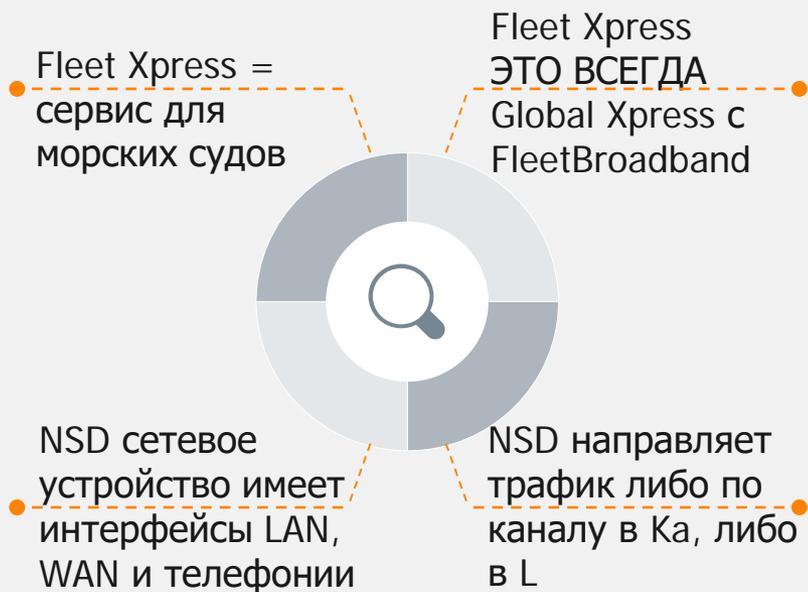 Fleet Xpress =
сервис для
морских судов
Fleet Xpress
ЭТО ВСЕГДА
Global Xpress с
FleetBroadband
NSD сетевое
устройство имеет
интерфейсы LAN,
WAN и телефонии
NSD направляет
трафик либо по
каналу в Ka, либо
в L